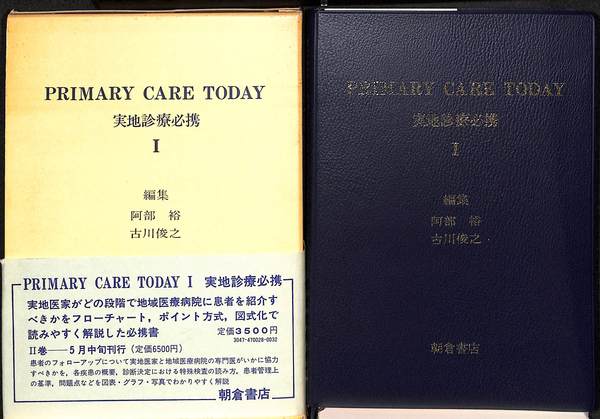 PRIMARY CARE TODAY
実地診療必携
I
編集
阿部 裕
古川俊之
PRIMARY CARE TODAY I 実地診療必携
実地医家がどの段階で地域医療病院に患者を紹介す
べきかをフローチャート，ポイント方式，図式化で
読みやすく解説した必携書
定価3500円
3047-470028-0032
II巻——5月中旬刊行（定価6500円）
患者のフォローアップについて実地医家と地域医療病院の専門医がいかに協力
すべきかを，各疾患の概要，診断決定における特殊検査の読み方，患者管理上
の基準，問題点などを図表・グラフ・写真でわかりやすく解説
朝倉書店
PRIMARY CARE TODAY
実地診療必携
I
編集
阿部 裕
古川俊之
朝倉書店